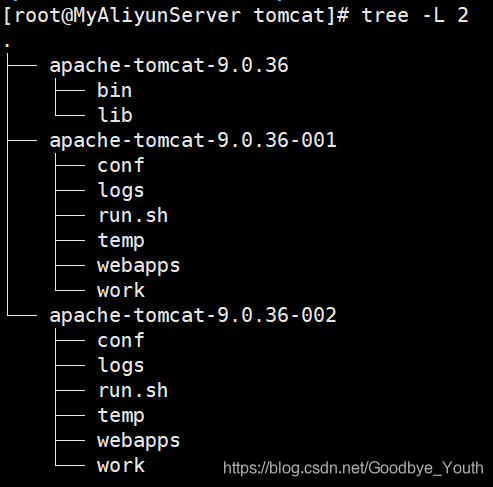 [root@MyAliyunServer tomcat]# tree -L 2
.
├── apache-tomcat-9.0.36
│   ├── bin
│   └── lib
├── apache-tomcat-9.0.36-001
│   ├── conf
│   ├── logs
│   ├── run.sh
│   ├── temp
│   ├── webapps
│   └── work
└── apache-tomcat-9.0.36-002
    ├── conf
    ├── logs
    ├── run.sh
    ├── temp
    ├── webapps
    └── work
https://blog.csdn.net/Goodbye_Youth